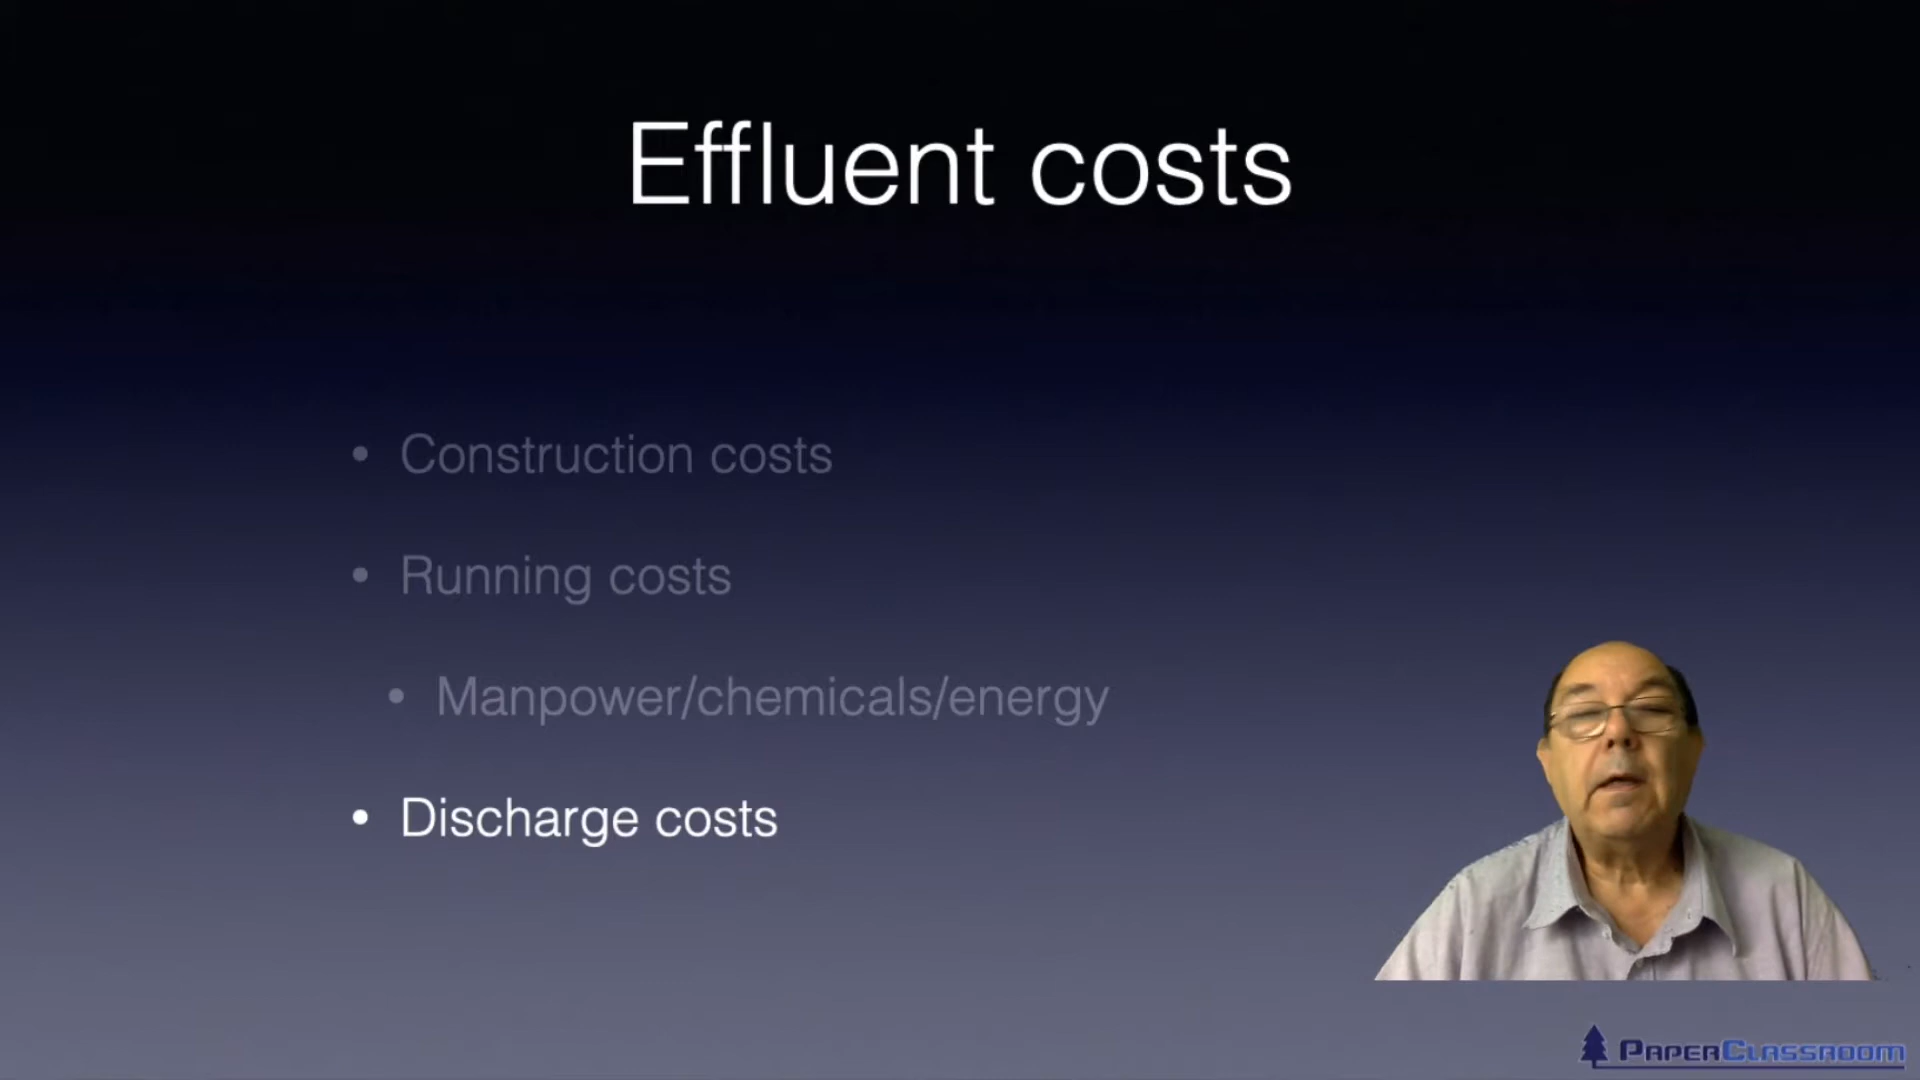 Effluent costs
• Construction costs
• Running costs
• Manpower/chemicals/energy
• Discharge costs
PAPERCLASSROOM